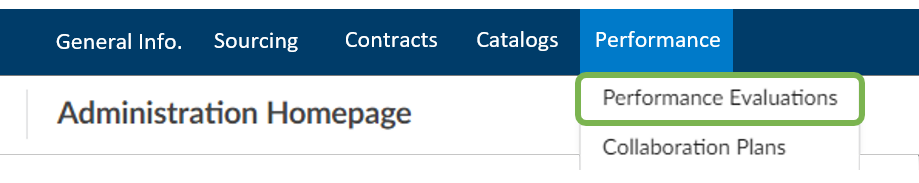 General Info. Sourcing Contracts Catalogs Performance
Administration Homepage
Performance Evaluations
Collaboration Plans